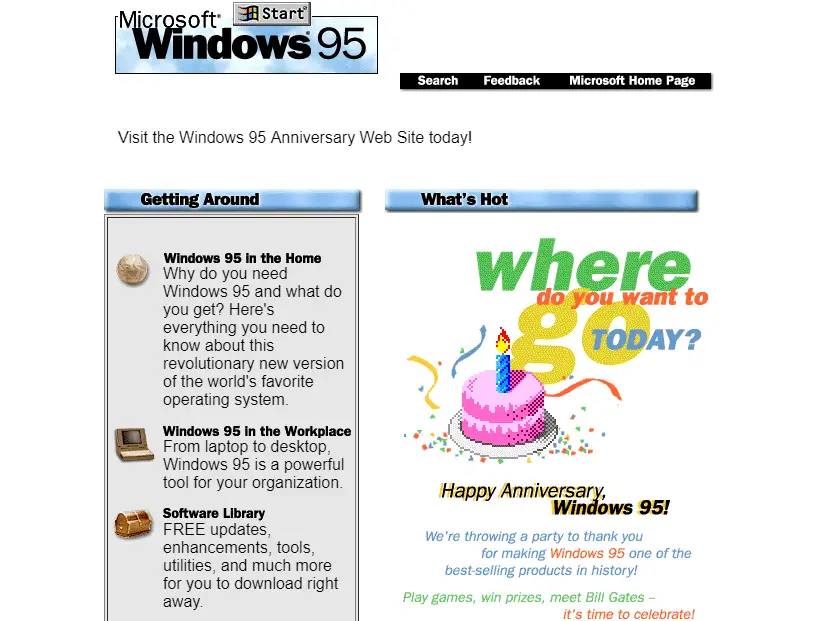 Microsoft®
Start
Windows® 95
Search Feedback Microsoft Home Page
Visit the Windows 95 Anniversary Web Site today!
Getting Around
Windows 95 in the Home
Why do you need
Windows 95 and what do
you get? Here's
everything you need to
know about this
revolutionary new version
of the world's favorite
operating system.
Windows 95 in the Workplace
From laptop to desktop,
Windows 95 is a powerful
tool for your organization.
Software Library
FREE updates,
enhancements, tools,
utilities, and much more
for you to download right
away.
What's Hot
where
do you want to
go
TODAY?
Happy Anniversary,
Windows 95!
We're throwing a party to thank you
for making Windows 95 one of the
best-selling products in history!
Play games, win prizes, meet Bill Gates –
it's time to celebrate!